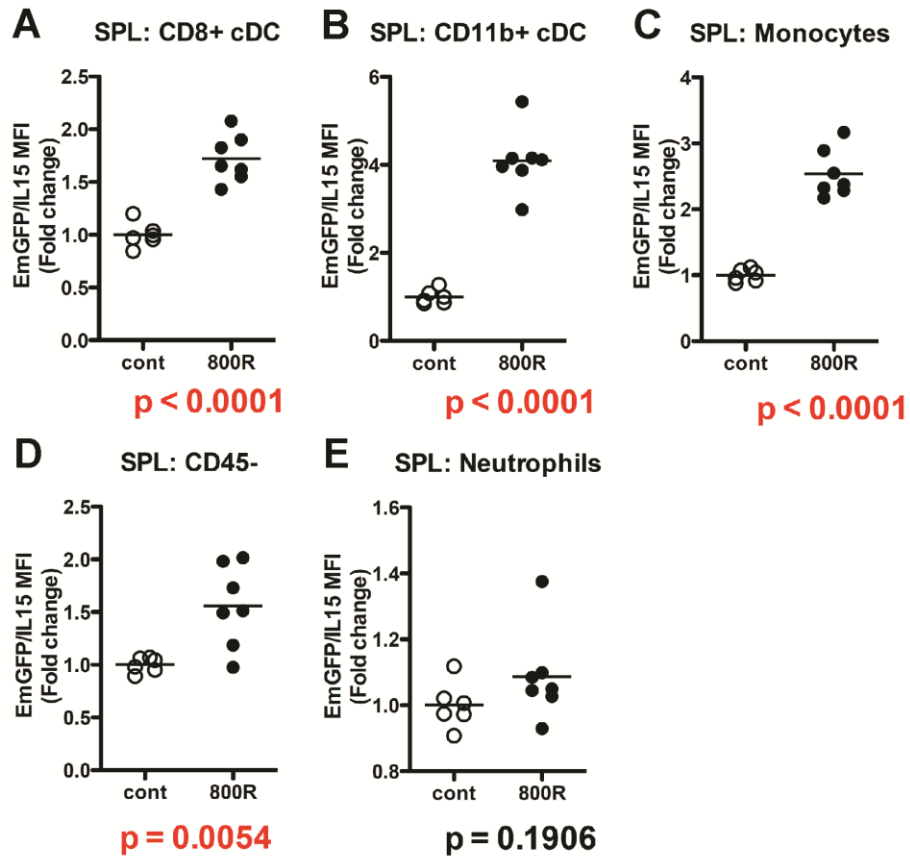 A
SPL: CD8+ cDC
EmGFP/IL15 MFI
(Fold change)
2.5
2.0
1.5
1.0
0.5
0.0
cont
800R
p < 0.0001
B
SPL: CD11b+ cDC
EmGFP/IL15 MFI
(Fold change)
6
4
2
0
cont
800R
p < 0.0001
C
SPL: Monocytes
EmGFP/IL15 MFI
(Fold change)
4
3
2
1
0
cont
800R
p < 0.0001
D
SPL: CD45-
EmGFP/IL15 MFI
(Fold change)
2.5
2.0
1.5
1.0
0.5
0.0
cont
800R
p = 0.0054
E
SPL: Neutrophils
EmGFP/IL15 MFI
(Fold change)
1.6
1.4
1.2
1.0
0.8
cont
800R
p = 0.1906